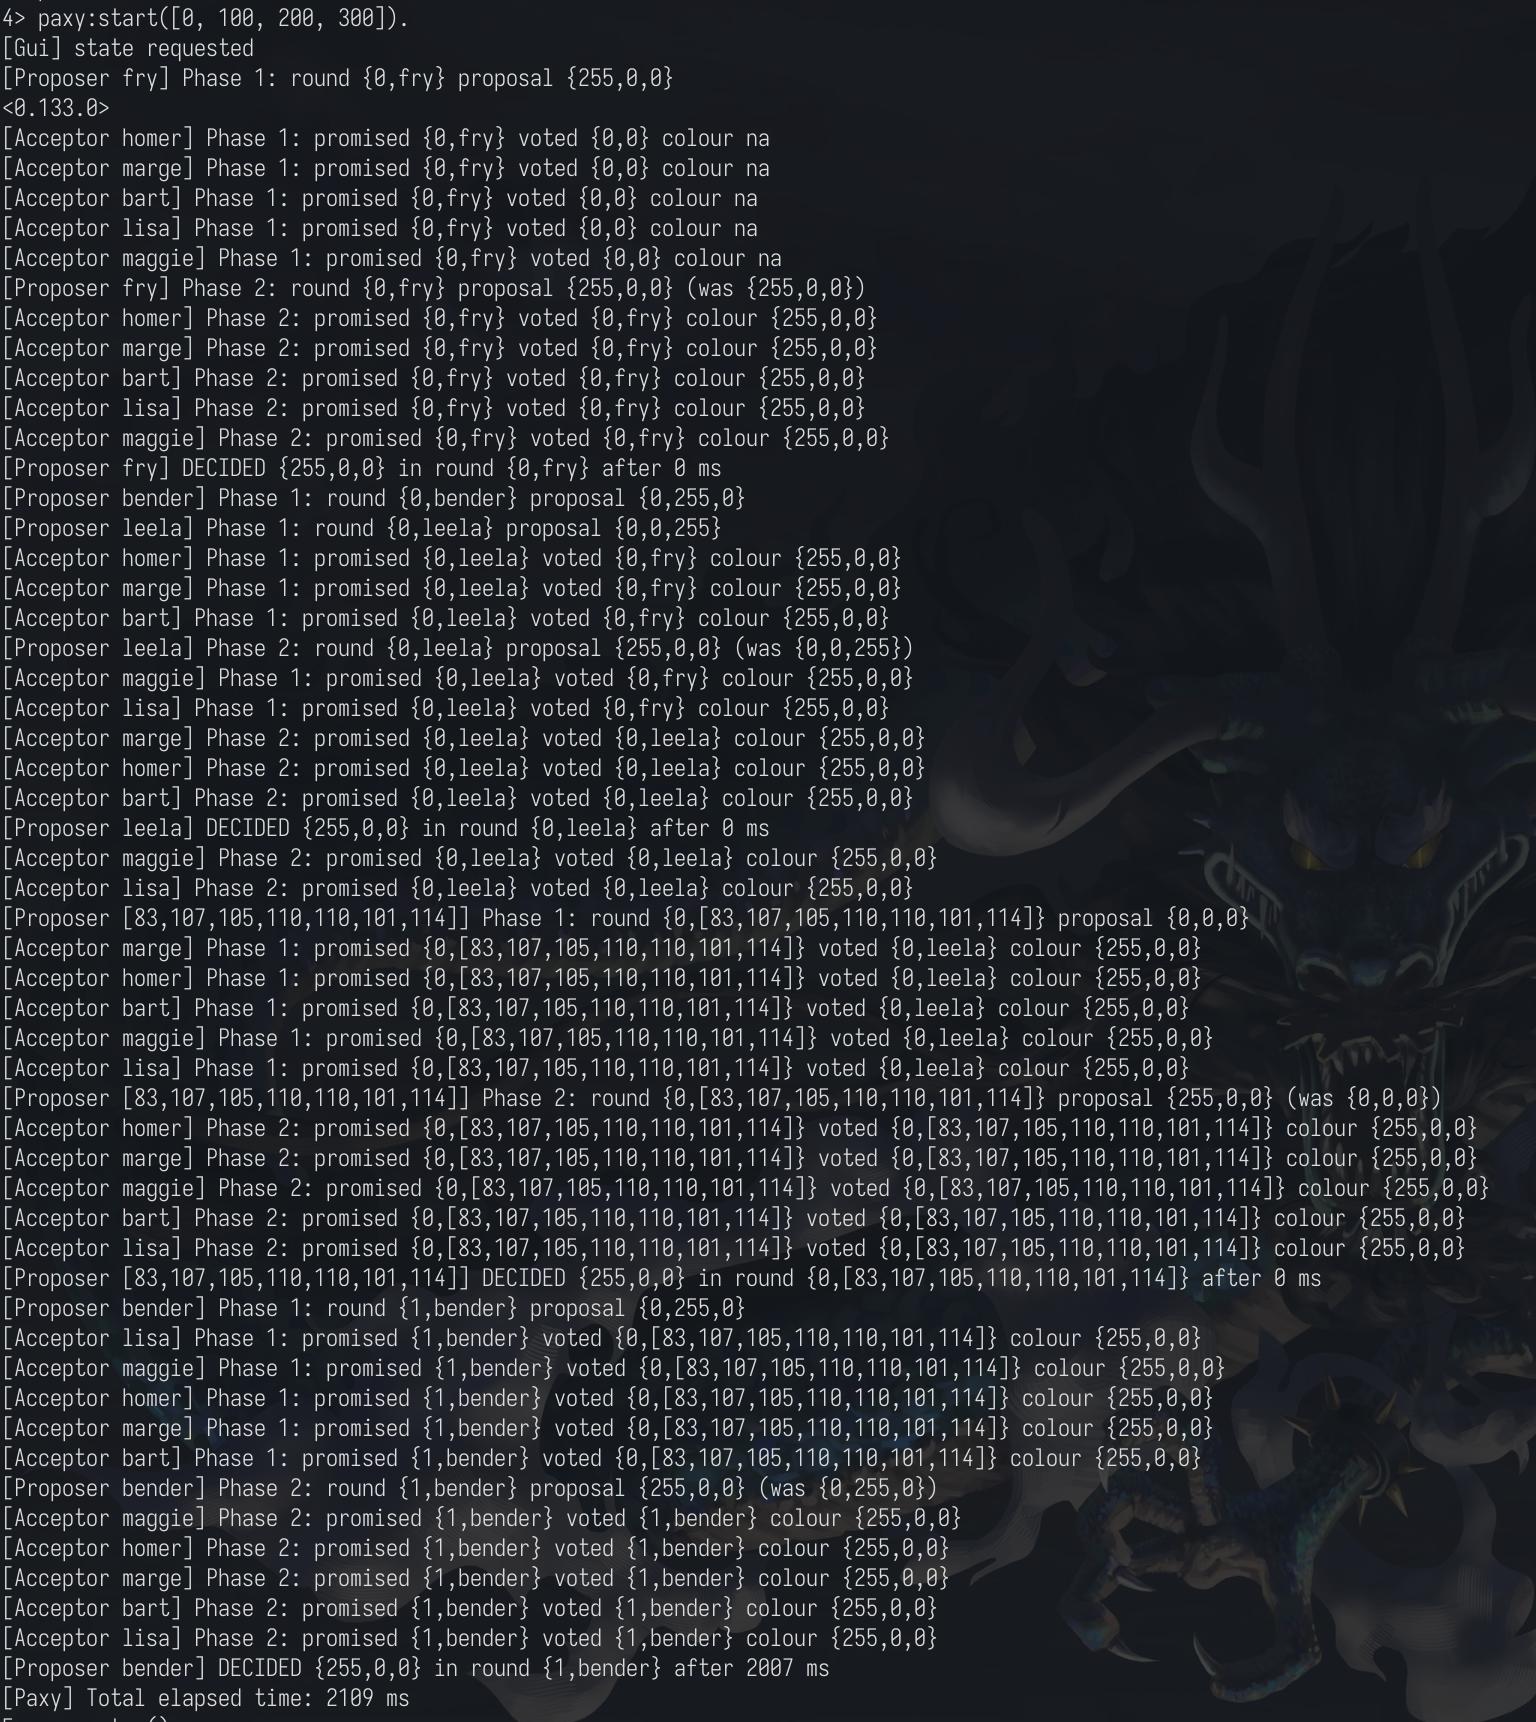 4> paxy:start([0, 100, 200, 300]).
[Gui] state requested
[Proposer fry] Phase 1: round {0,fry} proposal {255,0,0}
<0.133.0>
[Acceptor homer] Phase 1: promised {0,fry} voted {0,0} colour na
[Acceptor marge] Phase 1: promised {0,fry} voted {0,0} colour na
[Acceptor bart] Phase 1: promised {0,fry} voted {0,0} colour na
[Acceptor lisa] Phase 1: promised {0,fry} voted {0,0} colour na
[Acceptor maggie] Phase 1: promised {0,fry} voted {0,0} colour na
[Proposer fry] Phase 2: round {0,fry} proposal {255,0,0} (was {255,0,0})
[Acceptor homer] Phase 2: promised {0,fry} voted {0,fry} colour {255,0,0}
[Acceptor marge] Phase 2: promised {0,fry} voted {0,fry} colour {255,0,0}
[Acceptor bart] Phase 2: promised {0,fry} voted {0,fry} colour {255,0,0}
[Acceptor lisa] Phase 2: promised {0,fry} voted {0,fry} colour {255,0,0}
[Acceptor maggie] Phase 2: promised {0,fry} voted {0,fry} colour {255,0,0}
[Proposer fry] DECIDED {255,0,0} in round {0,fry} after 0 ms
[Proposer bender] Phase 1: round {0,bender} proposal {0,255,0}
[Proposer leela] Phase 1: round {0,leela} proposal {0,0,255}
[Acceptor homer] Phase 1: promised {0,leela} voted {0,fry} colour {255,0,0}
[Acceptor marge] Phase 1: promised {0,leela} voted {0,fry} colour {255,0,0}
[Acceptor bart] Phase 1: promised {0,leela} voted {0,fry} colour {255,0,0}
[Proposer leela] Phase 2: round {0,leela} proposal {255,0,0} (was {0,0,255})
[Acceptor maggie] Phase 1: promised {0,leela} voted {0,fry} colour {255,0,0}
[Acceptor lisa] Phase 1: promised {0,leela} voted {0,fry} colour {255,0,0}
[Acceptor marge] Phase 2: promised {0,leela} voted {0,leela} colour {255,0,0}
[Acceptor homer] Phase 2: promised {0,leela} voted {0,leela} colour {255,0,0}
[Acceptor bart] Phase 2: promised {0,leela} voted {0,leela} colour {255,0,0}
[Proposer leela] DECIDED {255,0,0} in round {0,leela} after 0 ms
[Acceptor maggie] Phase 2: promised {0,leela} voted {0,leela} colour {255,0,0}
[Acceptor lisa] Phase 2: promised {0,leela} voted {0,leela} colour {255,0,0}
[Proposer [83,107,105,110,110,101,114]] Phase 1: round {0,[83,107,105,110,110,101,114]} proposal {0,0,0}
[Acceptor marge] Phase 1: promised {0,[83,107,105,110,110,101,114]} voted {0,leela} colour {255,0,0}
[Acceptor homer] Phase 1: promised {0,[83,107,105,110,110,101,114]} voted {0,leela} colour {255,0,0}
[Acceptor bart] Phase 1: promised {0,[83,107,105,110,110,101,114]} voted {0,leela} colour {255,0,0}
[Acceptor maggie] Phase 1: promised {0,[83,107,105,110,110,101,114]} voted {0,leela} colour {255,0,0}
[Acceptor lisa] Phase 1: promised {0,[83,107,105,110,110,101,114]} voted {0,leela} colour {255,0,0}
[Proposer [83,107,105,110,110,101,114]] Phase 2: round {0,[83,107,105,110,110,101,114]} proposal {255,0,0} (was {0,0,0})
[Acceptor homer] Phase 2: promised {0,[83,107,105,110,110,101,114]} voted {0,[83,107,105,110,110,101,114]} colour {255,0,0}
[Acceptor marge] Phase 2: promised {0,[83,107,105,110,110,101,114]} voted {0,[83,107,105,110,110,101,114]} colour {255,0,0}
[Acceptor maggie] Phase 2: promised {0,[83,107,105,110,110,101,114]} voted {0,[83,107,105,110,110,101,114]} colour {255,0,0}
[Acceptor bart] Phase 2: promised {0,[83,107,105,110,110,101,114]} voted {0,[83,107,105,110,110,101,114]} colour {255,0,0}
[Acceptor lisa] Phase 2: promised {0,[83,107,105,110,110,101,114]} voted {0,[83,107,105,110,110,101,114]} colour {255,0,0}
[Proposer [83,107,105,110,110,101,114]] DECIDED {255,0,0} in round {0,[83,107,105,110,110,101,114]} after 0 ms
[Proposer bender] Phase 1: round {1,bender} proposal {0,255,0}
[Acceptor lisa] Phase 1: promised {1,bender} voted {0,[83,107,105,110,110,101,114]} colour {255,0,0}
[Acceptor maggie] Phase 1: promised {1,bender} voted {0,[83,107,105,110,110,101,114]} colour {255,0,0}
[Acceptor homer] Phase 1: promised {1,bender} voted {0,[83,107,105,110,110,101,114]} colour {255,0,0}
[Acceptor marge] Phase 1: promised {1,bender} voted {0,[83,107,105,110,110,101,114]} colour {255,0,0}
[Acceptor bart] Phase 1: promised {1,bender} voted {0,[83,107,105,110,110,101,114]} colour {255,0,0}
[Proposer bender] Phase 2: round {1,bender} proposal {255,0,0} (was {0,255,0})
[Acceptor maggie] Phase 2: promised {1,bender} voted {1,bender} colour {255,0,0}
[Acceptor homer] Phase 2: promised {1,bender} voted {1,bender} colour {255,0,0}
[Acceptor marge] Phase 2: promised {1,bender} voted {1,bender} colour {255,0,0}
[Acceptor bart] Phase 2: promised {1,bender} voted {1,bender} colour {255,0,0}
[Acceptor lisa] Phase 2: promised {1,bender} voted {1,bender} colour {255,0,0}
[Proposer bender] DECIDED {255,0,0} in round {1,bender} after 2007 ms
[Paxy] Total elapsed time: 2109 ms